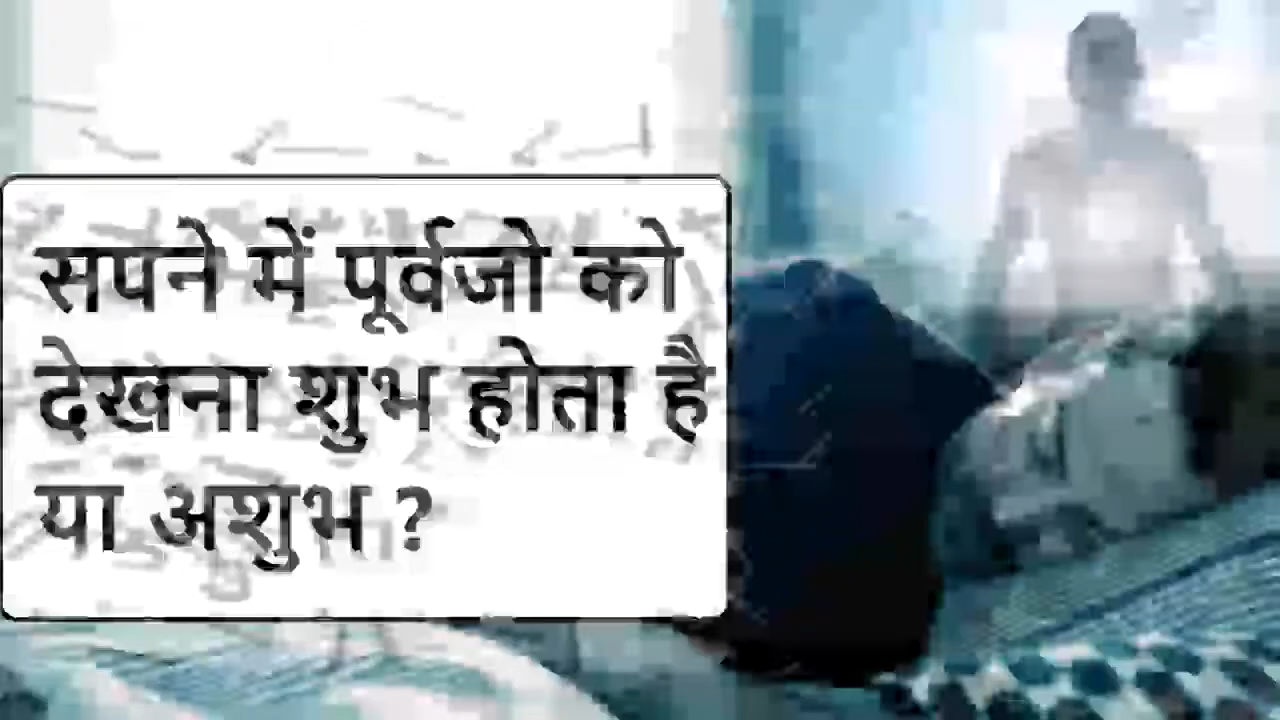 सपने में पूर्वजो को
देखना शुभ होता है
या अशुभ ?